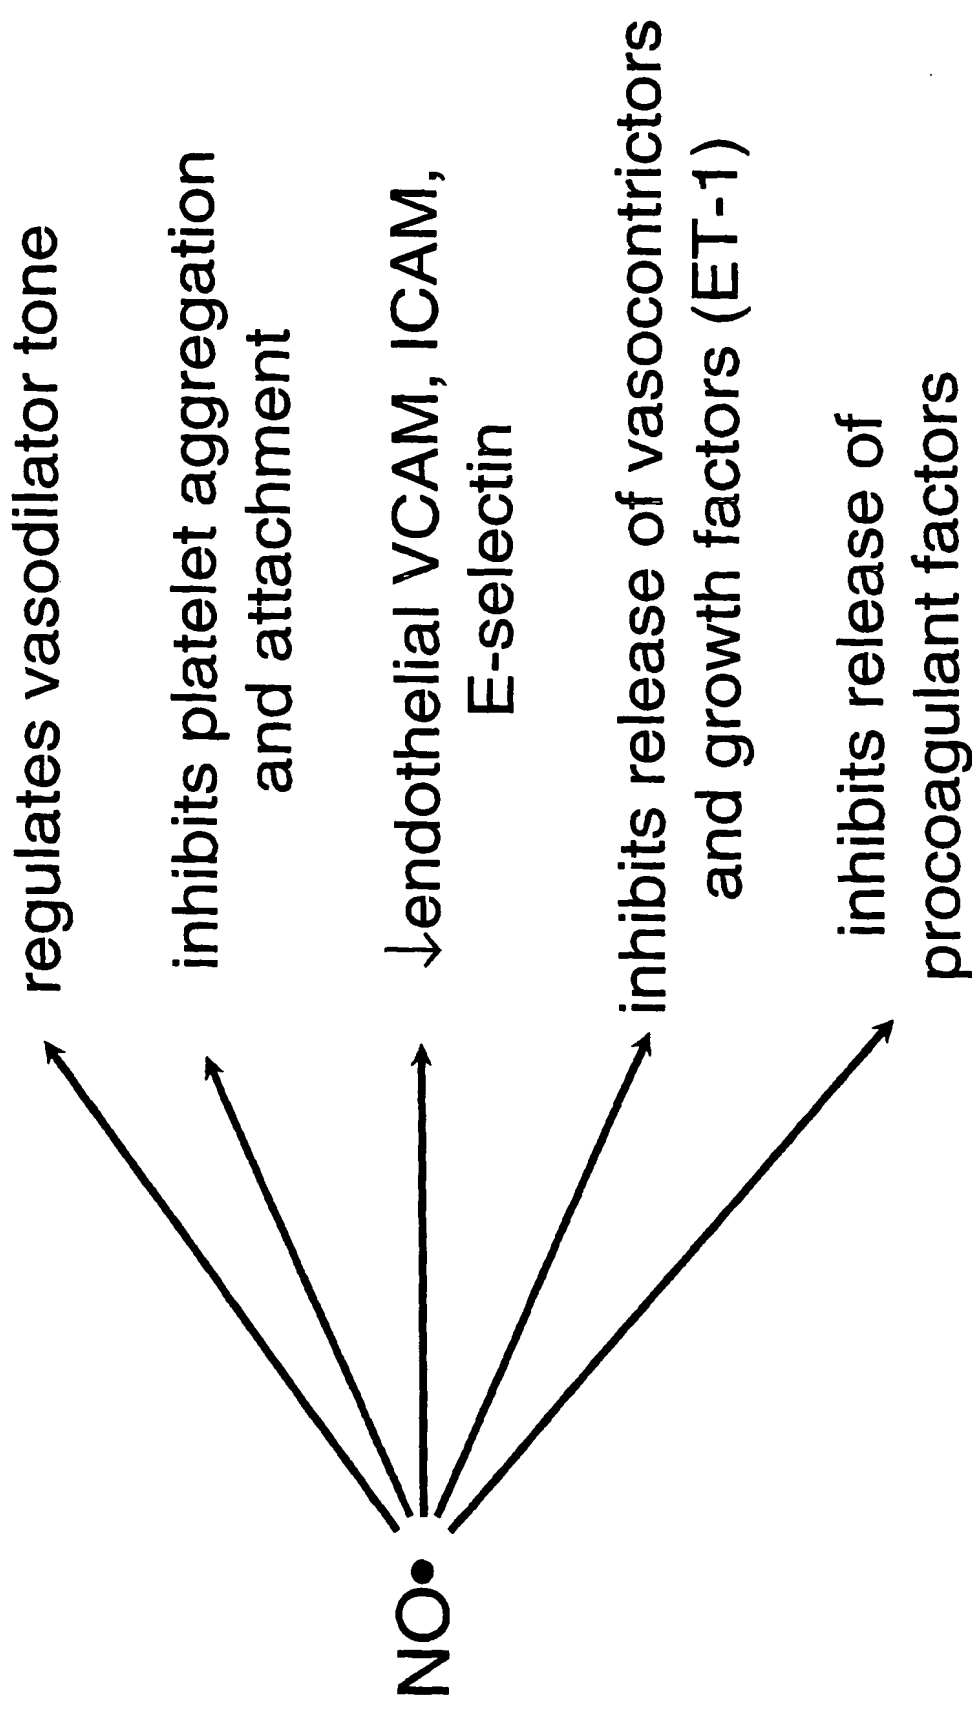 NO•
regulates vasodilator tone
inhibits platelet aggregation
and attachment
↓endothelial VCAM, ICAM,
E-selectin
inhibits release of vasocontrictors
and growth factors (ET-1)
inhibits release of
procoagulant factors